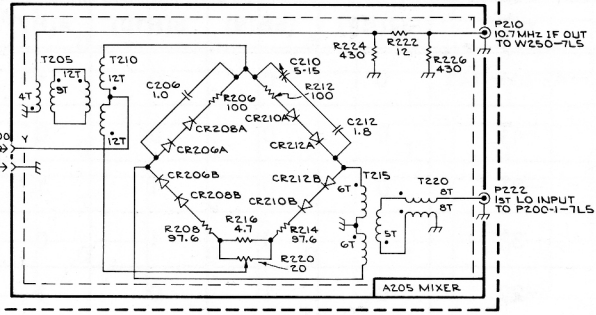 P210
10.7MHz IF OUT
TO W250-7L5
R224
430
R222
12
R226
430
T205
12T
9T
4T
T210
12T
12T
C206
1.0
C210
5-15
R206
100
R212
100
CR208A
CR210A
C212
1.8
CR206A
CR212A
Y
CR206B
CR212B
CR208B
CR210B
T215
6T
6T
T220
8T
8T
5T
P222
1ST LO INPUT
TO P200-1-7L5
R208
97.6
R216
4.7
R214
97.6
R220
20
A205 MIXER